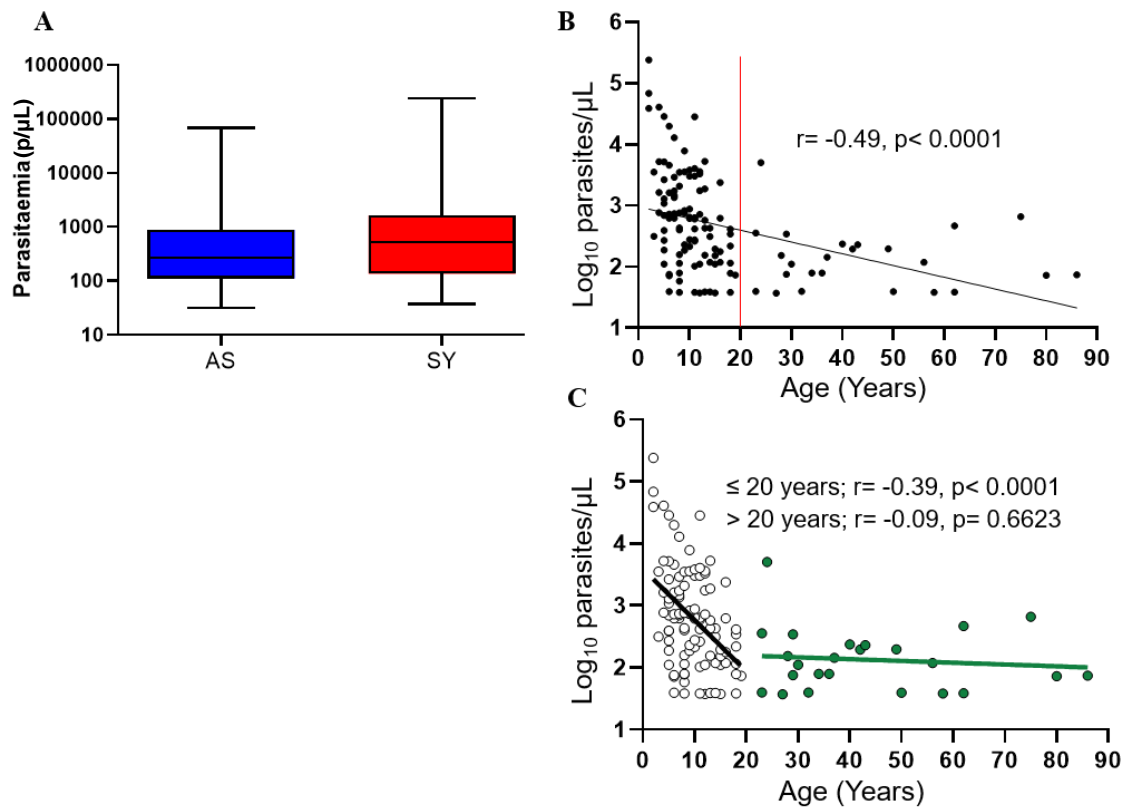 A
Parasitaemia (p/µL)
1000000
100000
10000
1000
100
10
AS
SY
B
Log₁₀ parasites/µL
6
5
4
3
2
1
r= -0.49, p< 0.0001
0 10 20 30 40 50 60 70 80 90
Age (Years)
C
Log₁₀ parasites/µL
6
5
4
3
2
1
≤ 20 years; r= -0.39, p< 0.0001
> 20 years; r= -0.09, p= 0.6623
0 10 20 30 40 50 60 70 80 90
Age (Years)